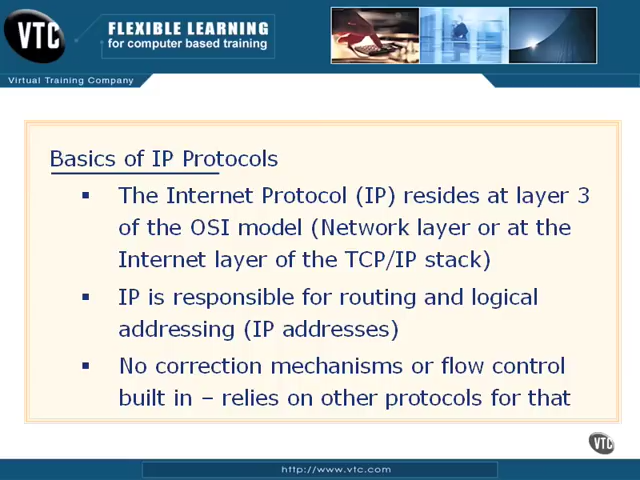 VTC
FLEXIBLE LEARNING
for computer based training
Virtual Training Company
Basics of IP Protocols
▪ The Internet Protocol (IP) resides at layer 3
of the OSI model (Network layer or at the
Internet layer of the TCP/IP stack)
▪ IP is responsible for routing and logical
addressing (IP addresses)
▪ No correction mechanisms or flow control
built in – relies on other protocols for that
VTC
http://www.vtc.com